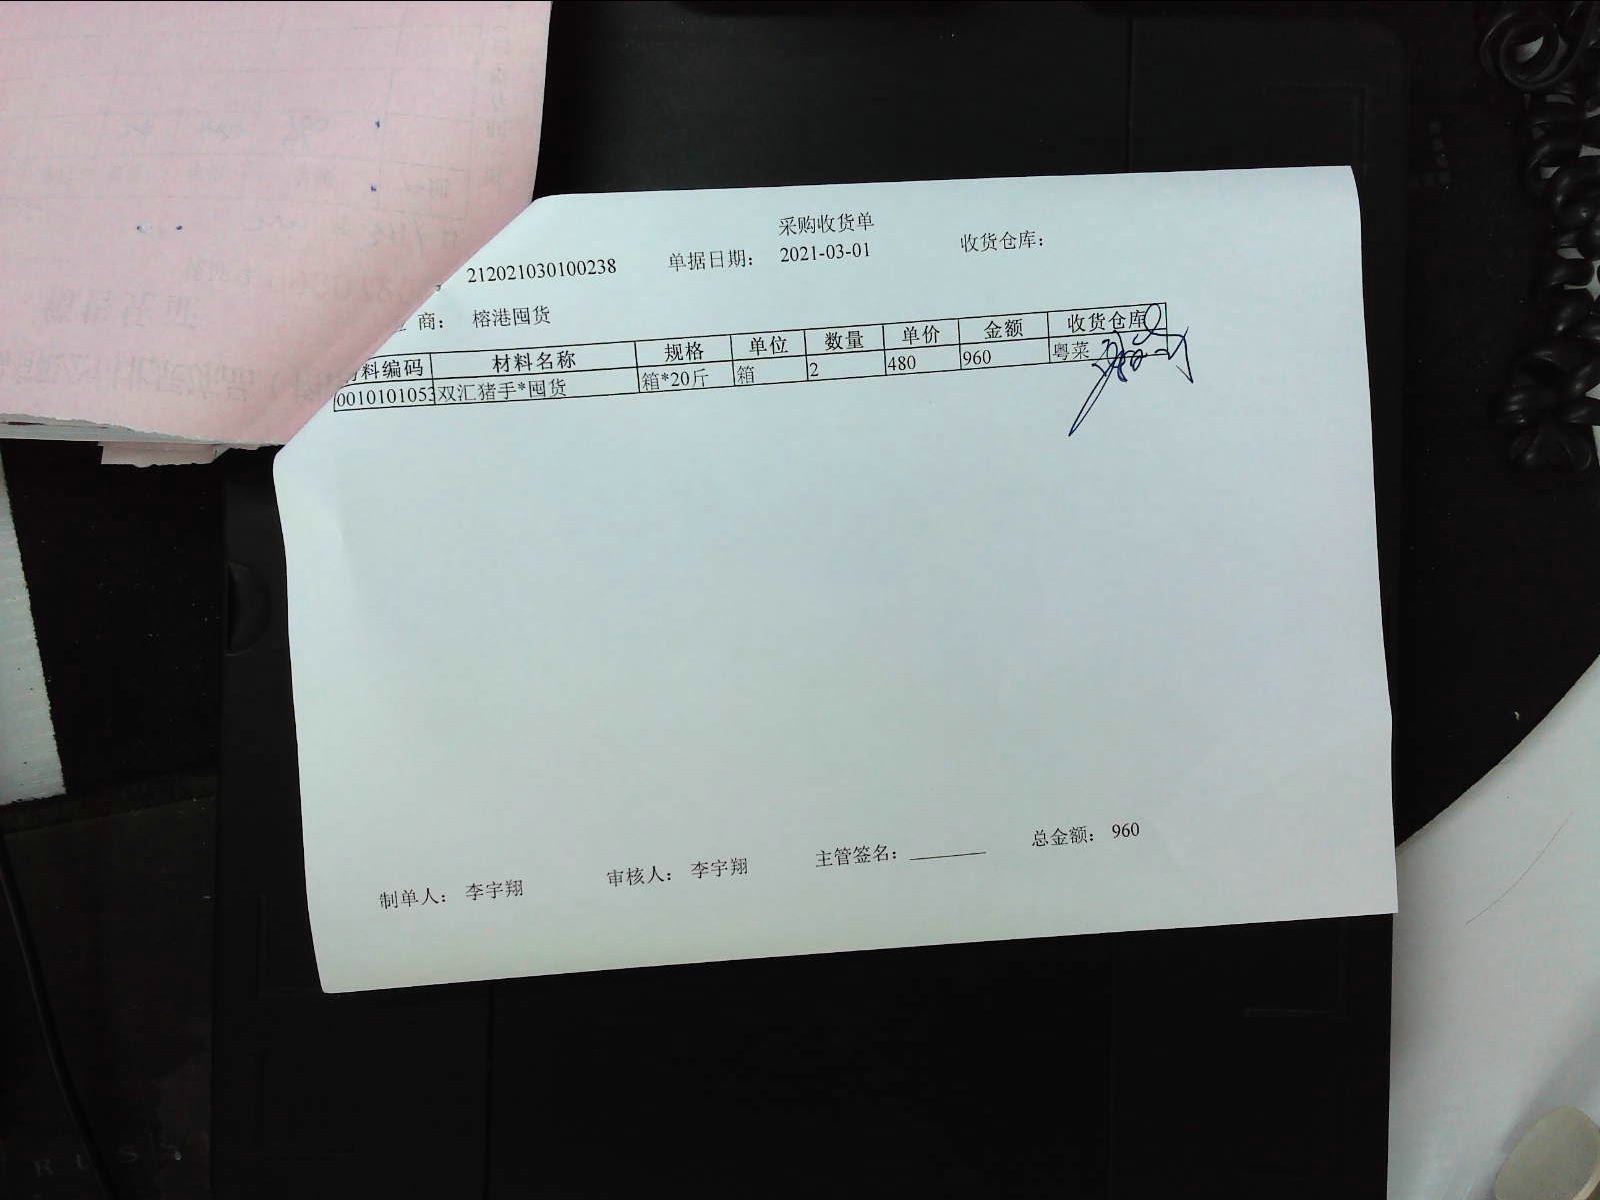 采购收货单
212021030100238 单据日期: 2021-03-01 收货仓库:
商: 榕港囤货
料编码 材料名称 规格 单位 数量 单价 金额 收货仓库
0010101053 双汇猪手*囤货 箱*20斤 箱 2 480 960 粤菜
制单人: 李宇翔 审核人: 李宇翔 主管签名: 总金额: 960